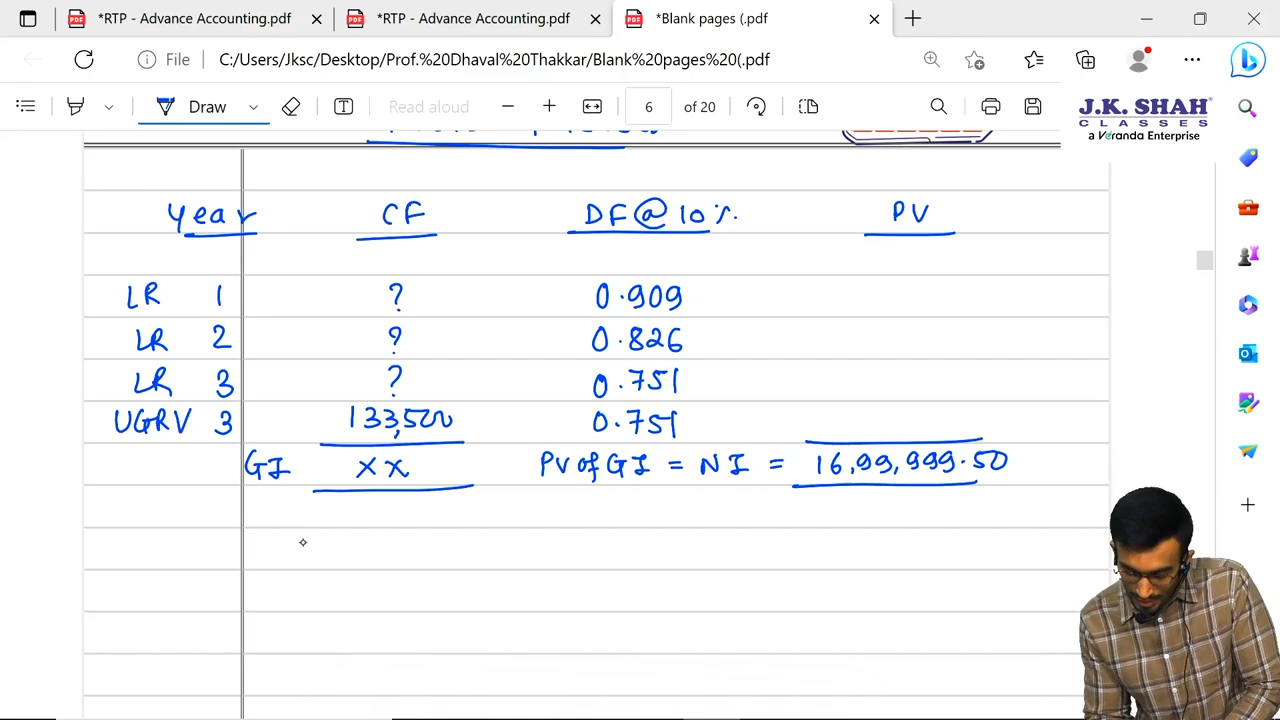 *RTP - Advance Accounting.pdf
*RTP - Advance Accounting.pdf
*Blank pages (.pdf
File C:/Users/Jksc/Desktop/Prof.%20Dhaval%20Thakkar/Blank%20pages%20(.pdf
Draw Read aloud 6 of 20
J.K. SHAH
CLASSES
a Veranda Enterprise
Year CF DF@10%. PV
LR 1 ? 0.909
LR 2 ? 0.826
LR 3 ? 0.751
UGRV 3 133,500 0.751
GI XX PV of GI = NI = 16,99,999.50